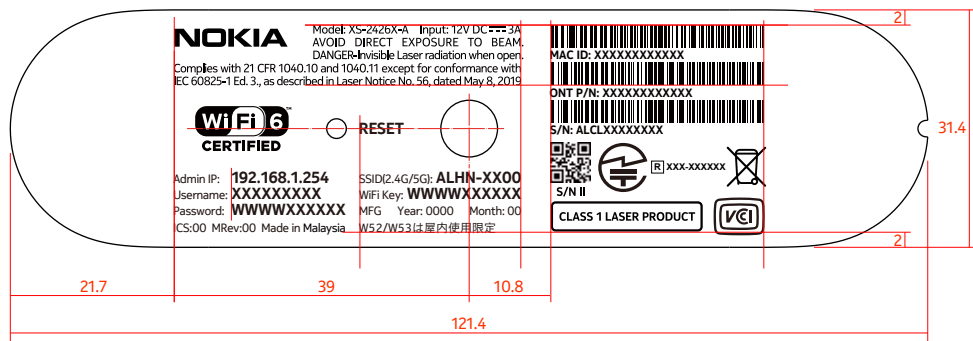 NOKIA
Model: XS-2426X-A Input: 12V DC 3A
AVOID DIRECT EXPOSURE TO BEAM.
DANGER-Invisible Laser radiation when open.
Complies with 21 CFR 1040.10 and 1040.11 except for conformance with
IEC 60825-1 Ed. 3., as described in Laser Notice No. 56, dated May 8, 2019
Wi Fi 6™
CERTIFIED
RESET
Admin IP: 192.168.1.254
Username: XXXXXXXXX
Password: WWWWXXXXXX
ICS:00 MRev:00 Made in Malaysia
SSID(2.4G/5G): ALHN-XX00
WiFi Key: WWWWXXXXXX
MFG Year: 0000 Month: 00
W52/W53は屋内使用限定
MAC ID: XXXXXXXXXXXX
ONT P/N: XXXXXXXXXXXX
S/N: ALCLXXXXXXXX
S/N II
R XXX-XXXXXX
CLASS 1 LASER PRODUCT
VCI
2
31.4
2
21.7
39
10.8
121.4